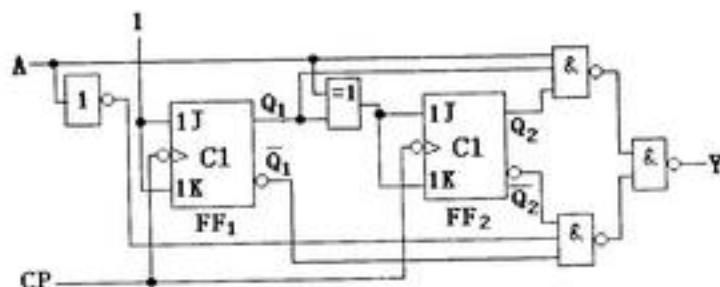 1
A
&
1
Q₁
=1
1J
1J
Q₂
C1
Q̄₁
C1
&
Y
1K
1K
Q̄₂
FF₁
FF₂
&
CP